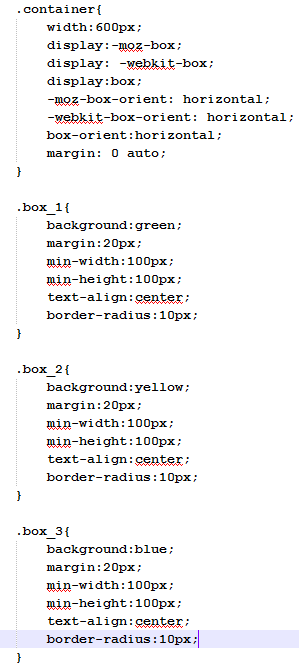 .container{
width:600px;
display:-moz-box;
display: -webkit-box;
display:box;
-moz-box-orient: horizontal;
-webkit-box-orient: horizontal;
box-orient:horizontal;
margin: 0 auto;
}
.box_1{
background:green;
margin:20px;
min-width:100px;
min-height:100px;
text-align:center;
border-radius:10px;
}
.box_2{
background:yellow;
margin:20px;
min-width:100px;
min-height:100px;
text-align:center;
border-radius:10px;
}
.box_3{
background:blue;
margin:20px;
min-width:100px;
min-height:100px;
text-align:center;
border-radius:10px;
}